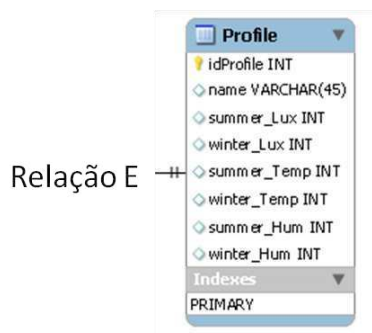 Profile
idProfile INT
name VARCHAR(45)
summer_Lux INT
winter_Lux INT
Relação E
summer_Temp INT
winter_Temp INT
summer_Hum INT
winter_Hum INT
Indexes
PRIMARY